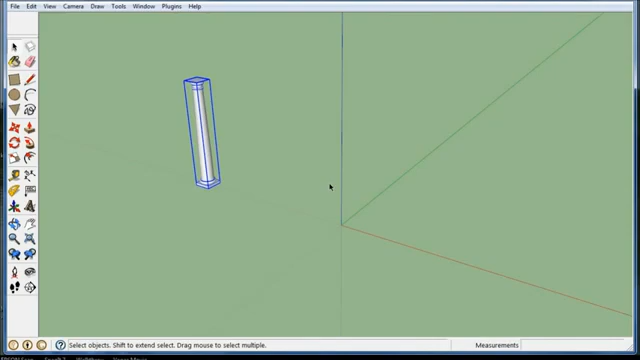 File Edit View Camera Draw Tools Window Plugins Help
Select objects. Shift to extend select. Drag mouse to select multiple.
Measurements